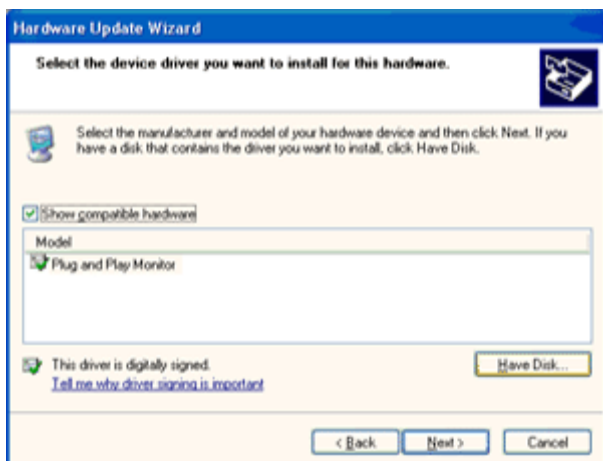 Hardware Update Wizard
Select the device driver you want to install for this hardware.
Select the manufacturer and model of your hardware device and then click Next. If you
have a disk that contains the driver you want to install, click Have Disk.
Show compatible hardware
Model
Plug and Play Monitor
This driver is digitally signed.
Have Disk...
Tell me why driver signing is important
< Back
Next >
Cancel